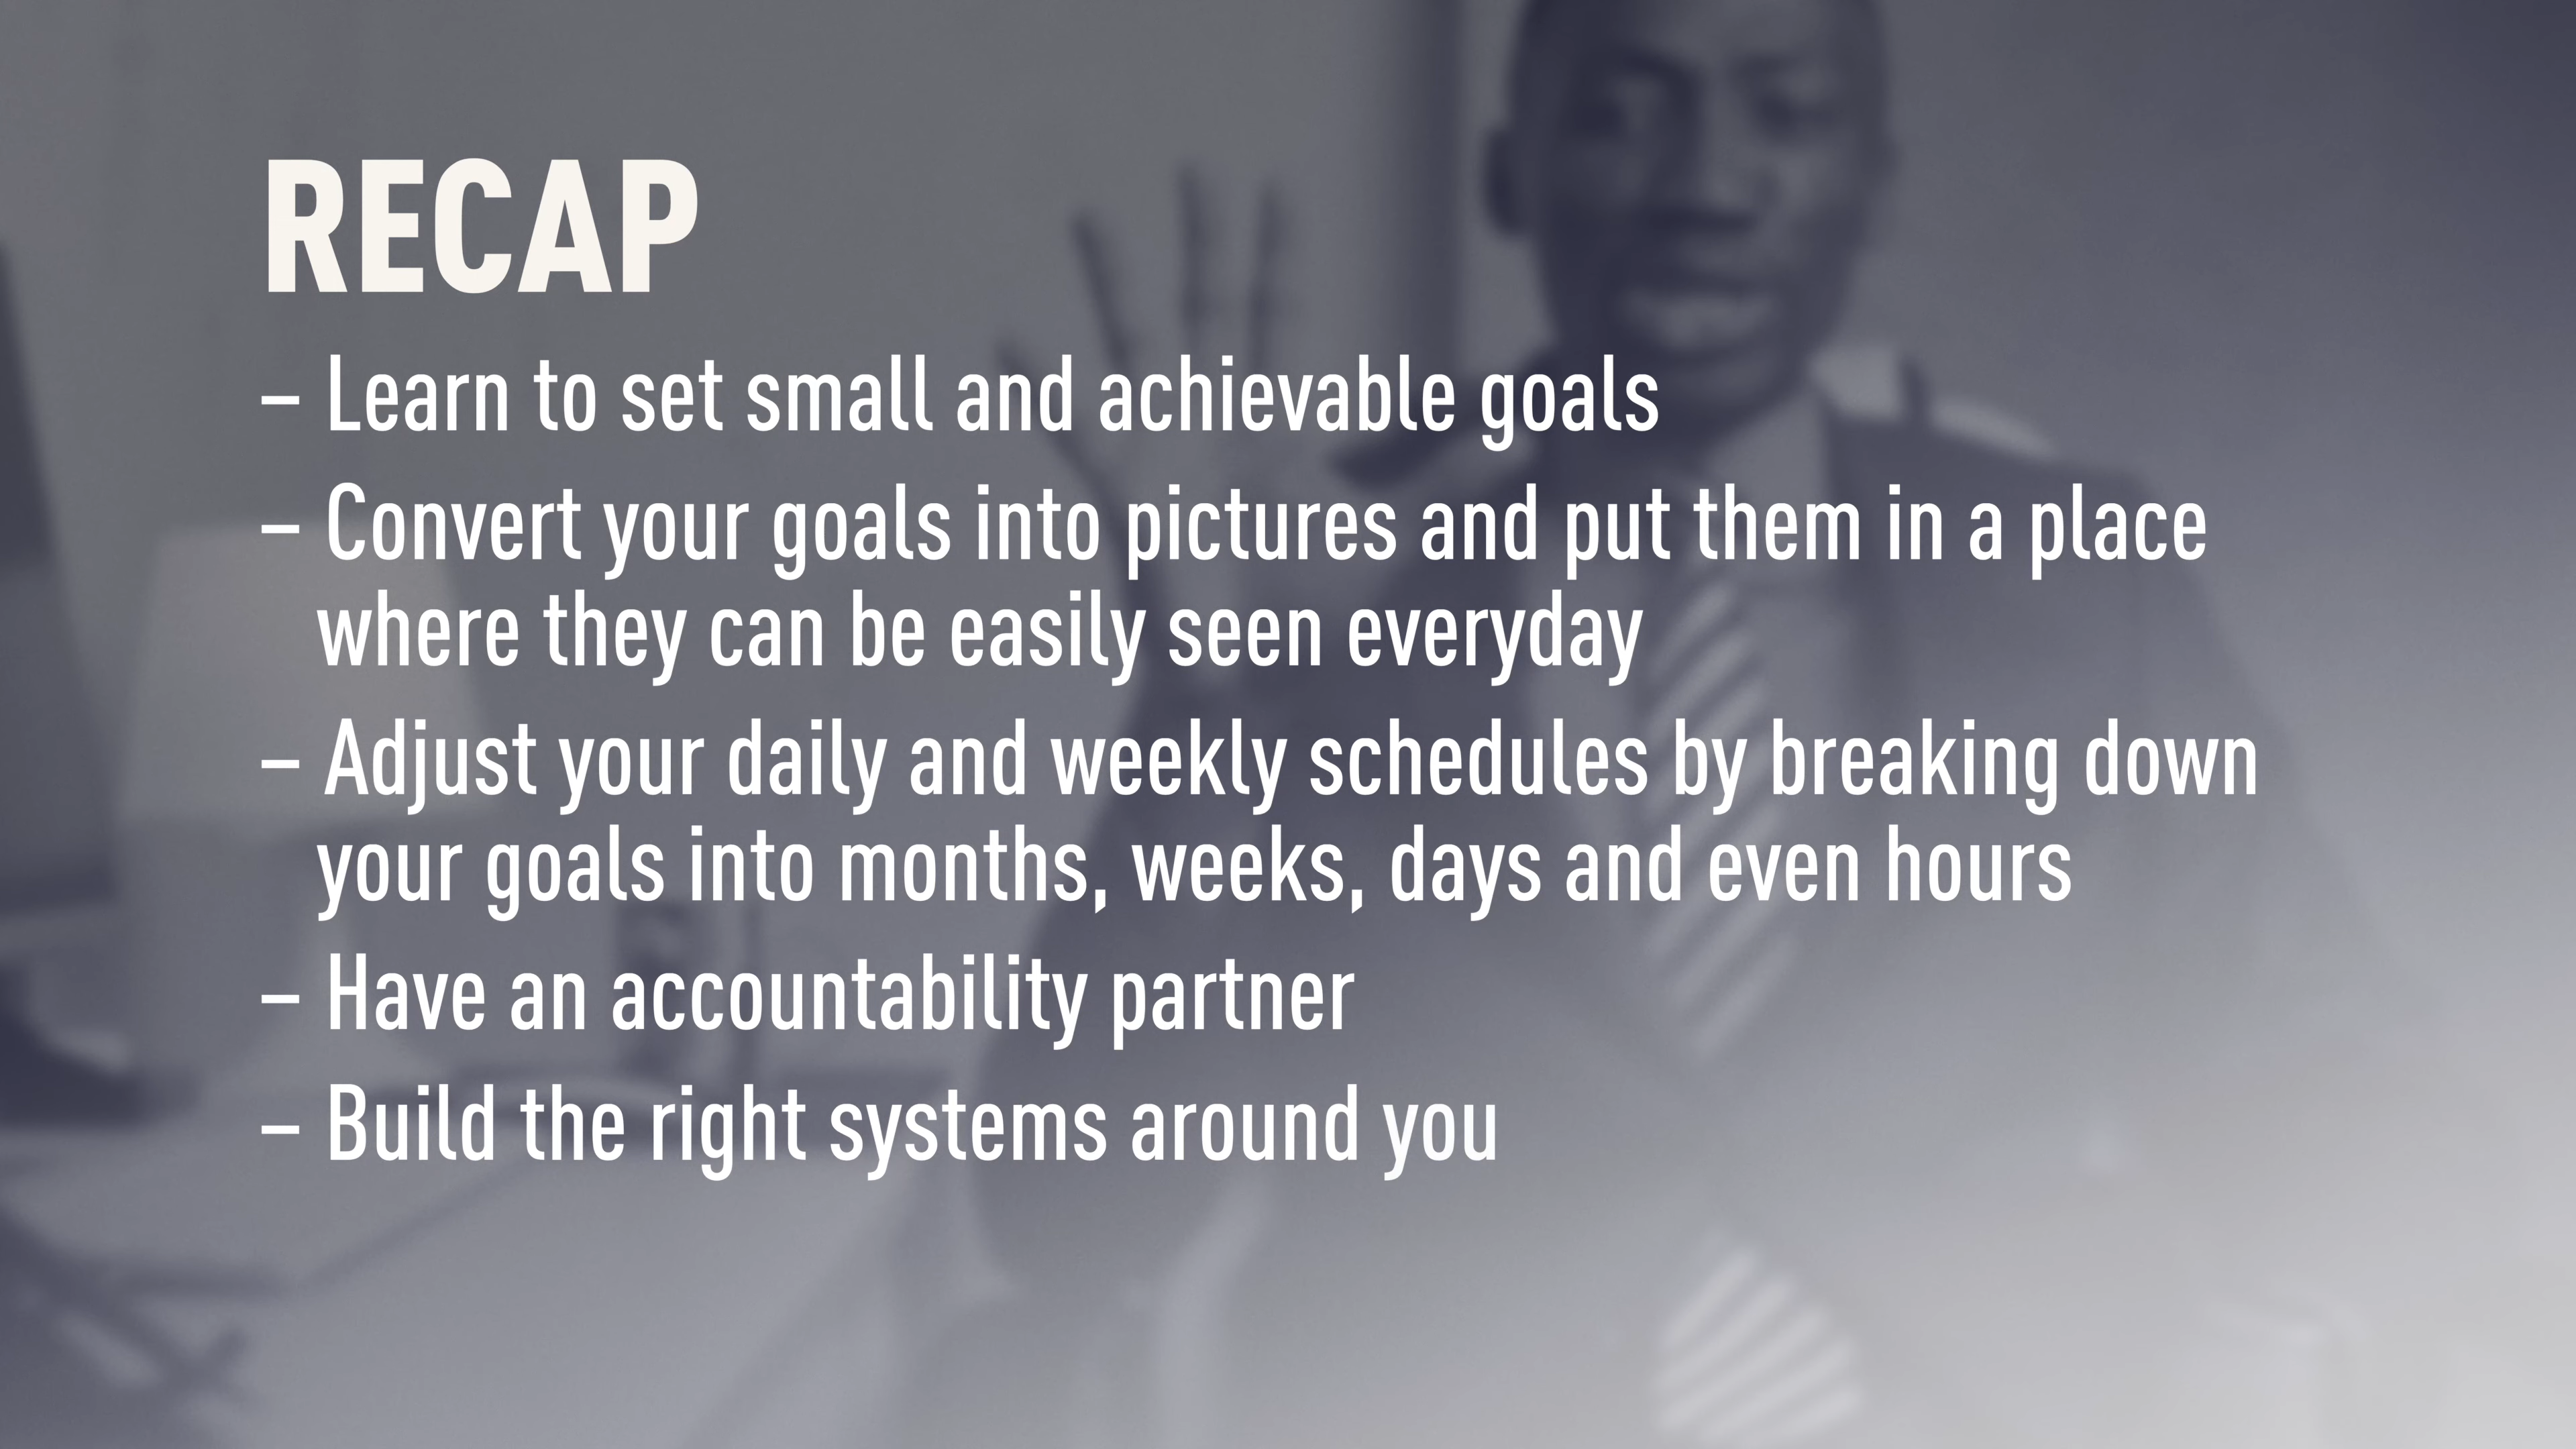 RECAP
– Learn to set small and achievable goals
– Convert your goals into pictures and put them in a place
where they can be easily seen everyday
– Adjust your daily and weekly schedules by breaking down
your goals into months, weeks, days and even hours
– Have an accountability partner
– Build the right systems around you